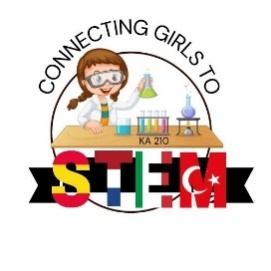 CONNECTING GIRLS TO
KA 210
STEM